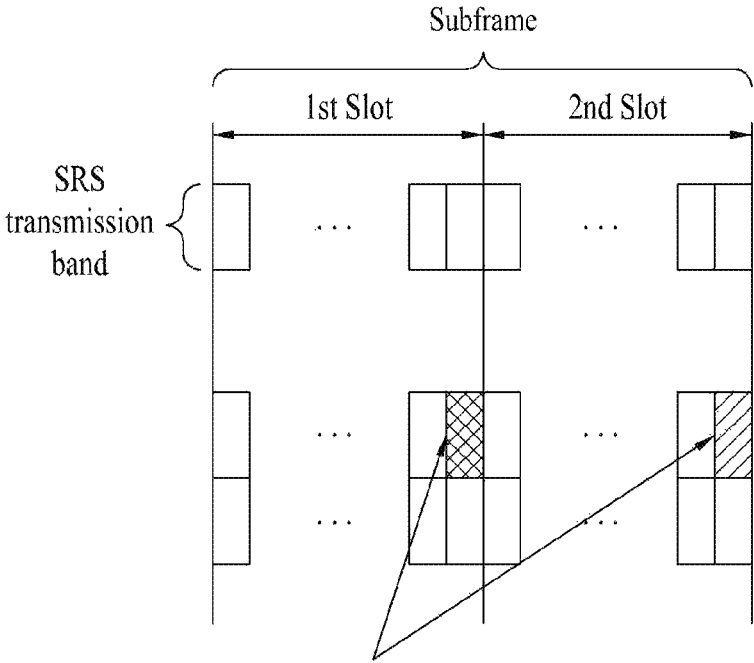 Subframe
1st Slot
2nd Slot
SRS
transmission
band
. . .
. . .
. . .
. . .
. . .
. . .